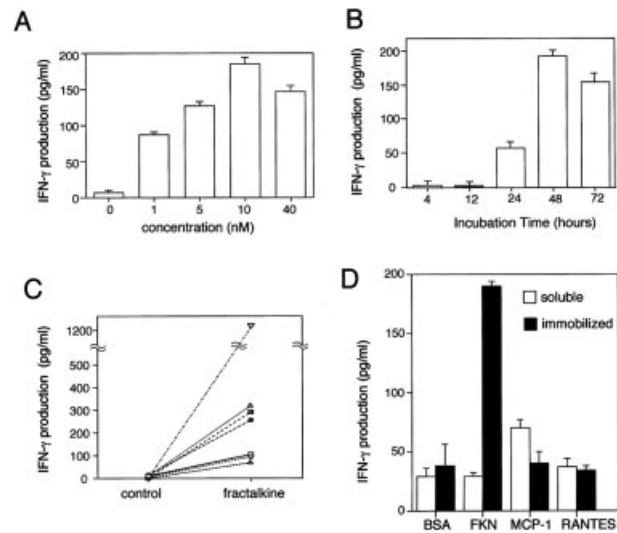 A
IFN-γ production (pg/ml)
200
150
100
50
0
0 1 5 10 40
concentration (nM)
B
IFN-γ production (pg/ml)
200
150
100
50
0
4 12 24 48 72
Incubation Time (hours)
C
IFN-γ production (pg/ml)
1200
500
400
300
200
100
0
control fractalkine
D
IFN-γ production (pg/ml)
200
150
100
50
0
soluble
immobilized
BSA FKN MCP-1 RANTES